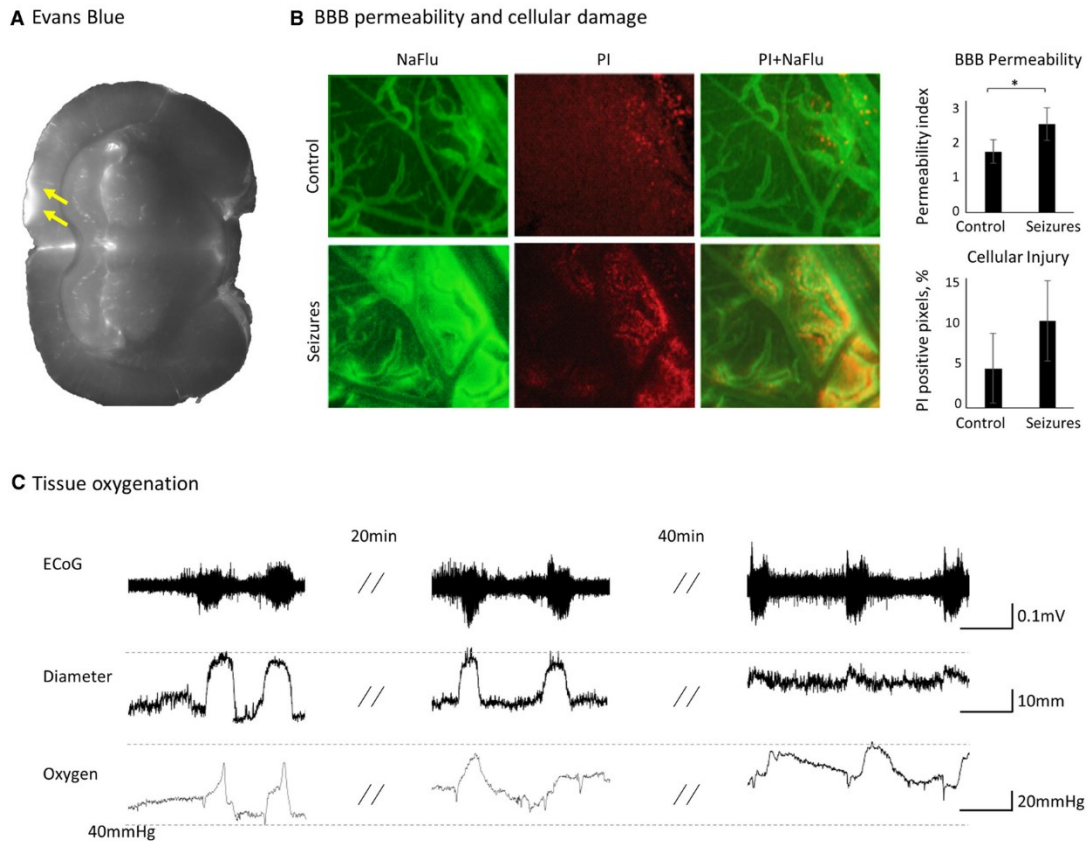 A Evans Blue
B BBB permeability and cellular damage
NaFlu
PI
PI+NaFlu
Control
Seizures
BBB Permeability
*
Permeability index
3
2
1
0
Control
Seizures
Cellular Injury
PI positive pixels, %
15
10
5
0
Control
Seizures
C Tissue oxygenation
20min
40min
ECoG
0.1mV
Diameter
10mm
Oxygen
20mmHg
40mmHg